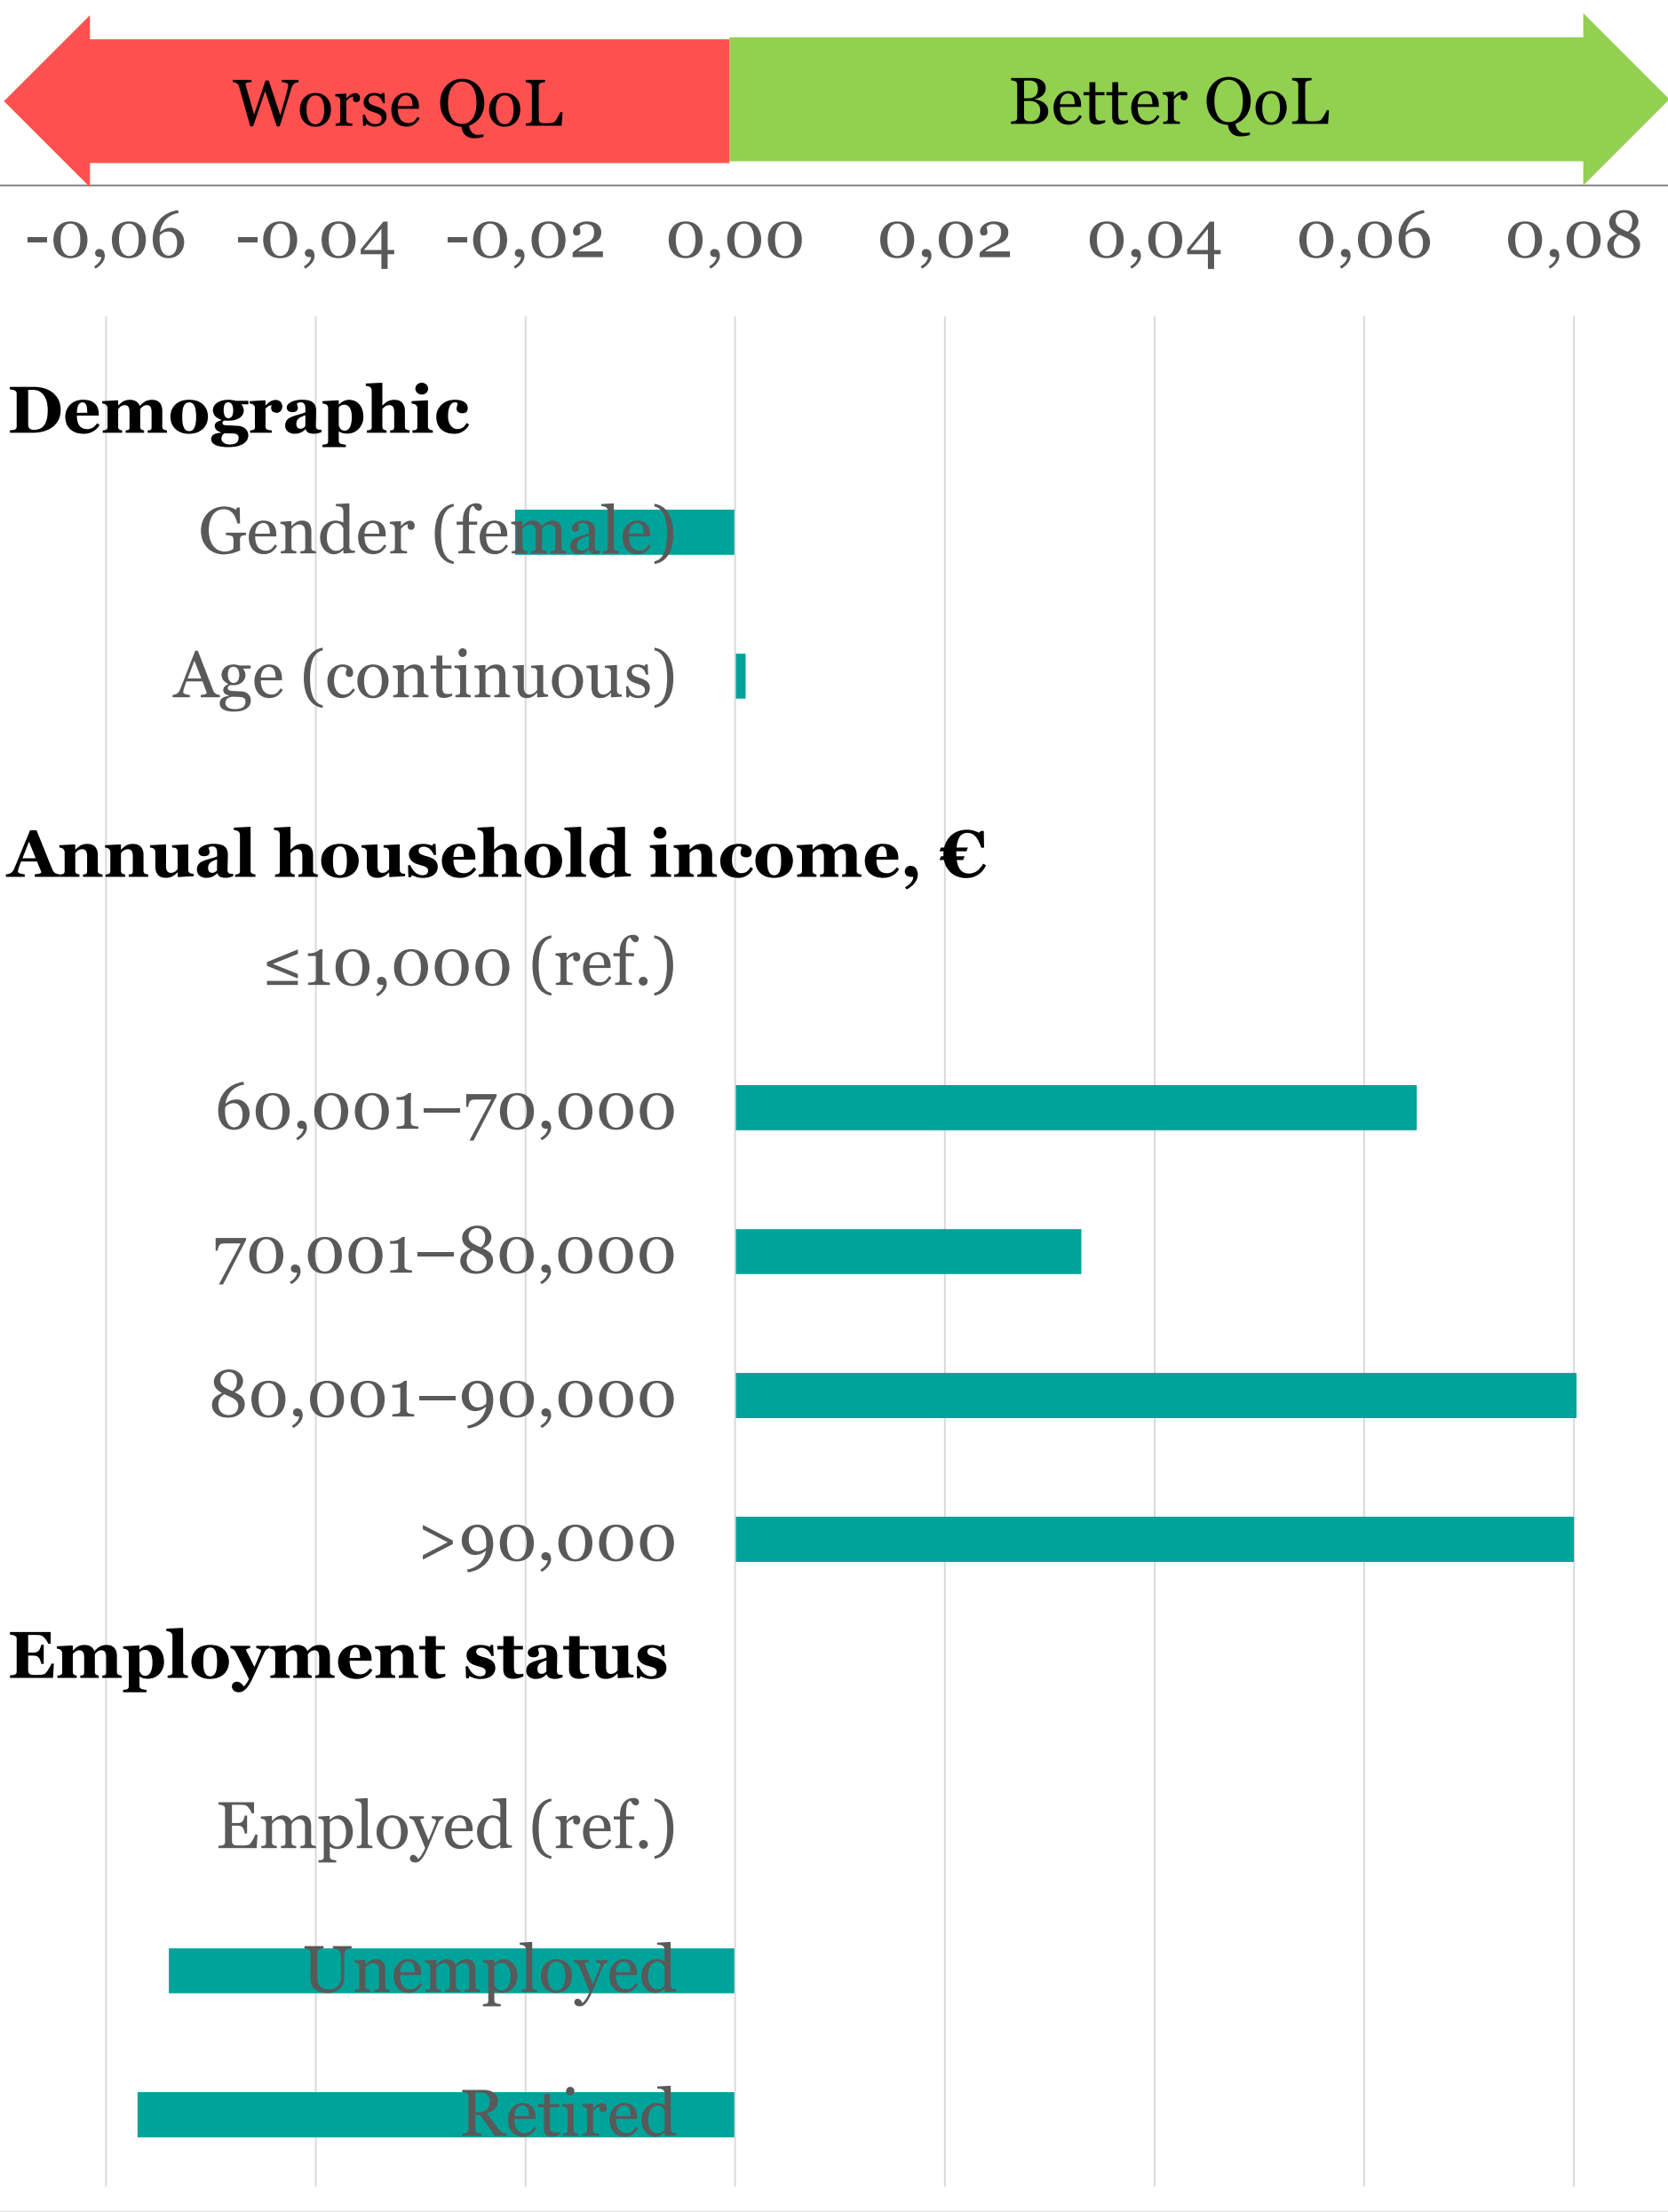 Worse QoL Better QoL
-0,06 -0,04 -0,02 0,00 0,02 0,04 0,06 0,08
Demographic
Gender (female)
Age (continuous)
Annual household income, €
≤10,000 (ref.)
60,001–70,000
70,001–80,000
80,001–90,000
>90,000
Employment status
Employed (ref.)
Unemployed
Retired